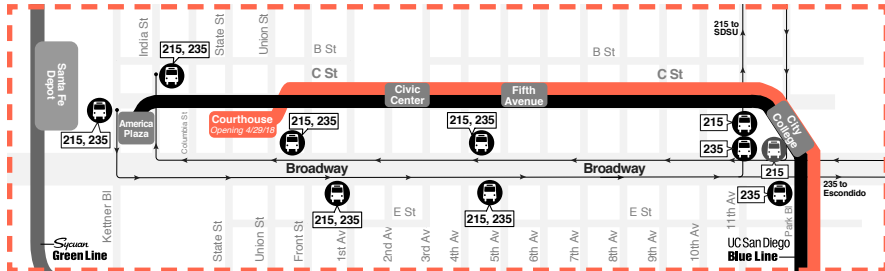 India St
State St
Union St
215, 235
B St
B St
215 to
SDSU
Santa Fe
Depot
C St
C St
Civic
Center
Fifth
Avenue
America
Plaza
Courthouse
Opening 4/29/18
City
College
215, 235
Columbia St
215, 235
215, 235
215
235
215
Broadway
Broadway
235 to
Escondido
215, 235
215, 235
235
E St
E St
Kettner Bl
State St
Union St
Front St
1st Av
2nd Av
3rd Av
4th Av
5th Av
6th Av
7th Av
8th Av
9th Av
10th Av
11th Av
Park Bl
Sycuan
Green Line
UC San Diego
Blue Line